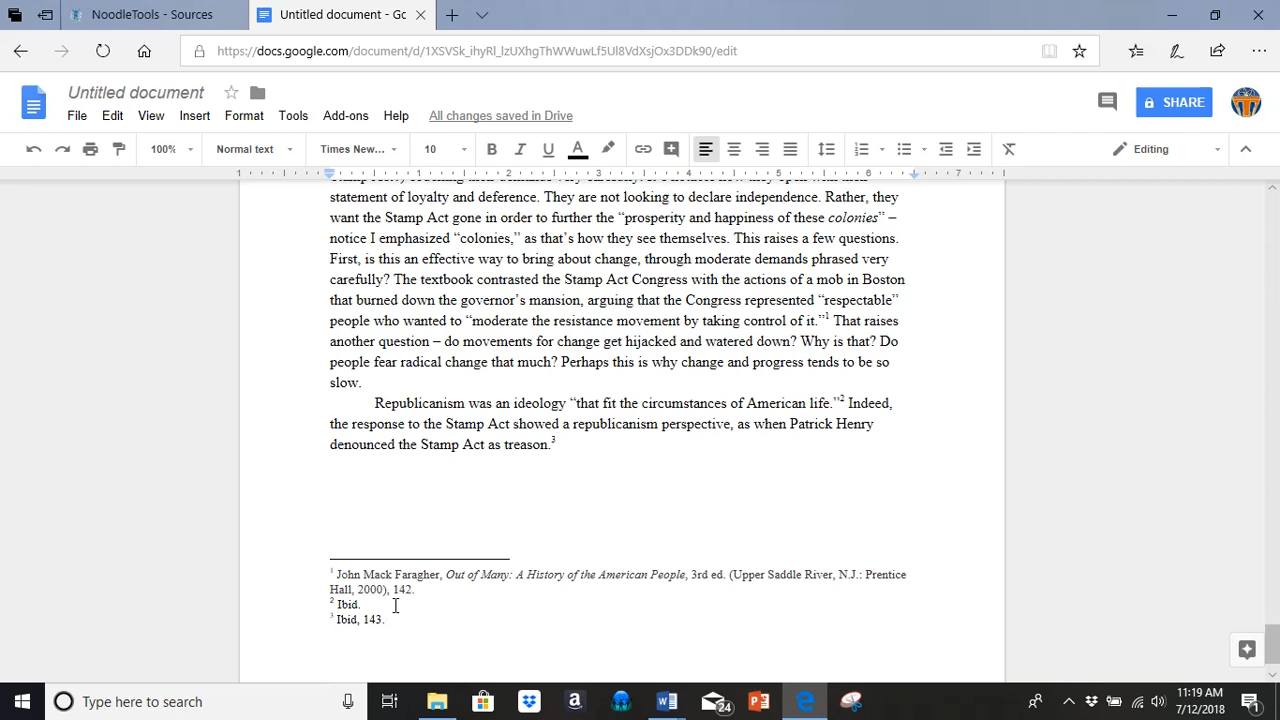 NoodleTools - Sources
Untitled document - Go
https://docs.google.com/document/d/1XSVSk_ihyRl_lzUXhgThWWuwLf5Ul8VdXsjOx3DDk90/edit
Untitled document
File Edit View Insert Format Tools Add-ons Help All changes saved in Drive
SHARE
100% Normal text Times New... 10 B I U A Editing
1 1 2 3 4 5 6 7
statement of loyalty and deference. They are not looking to declare independence. Rather, they
want the Stamp Act gone in order to further the “prosperity and happiness of these colonies” –
notice I emphasized “colonies,” as that’s how they see themselves. This raises a few questions.
First, is this an effective way to bring about change, through moderate demands phrased very
carefully? The textbook contrasted the Stamp Act Congress with the actions of a mob in Boston
that burned down the governor’s mansion, arguing that the Congress represented “respectable”
people who wanted to “moderate the resistance movement by taking control of it.”1 That raises
another question – do movements for change get hijacked and watered down? Why is that? Do
people fear radical change that much? Perhaps this is why change and progress tends to be so
slow.
Republicanism was an ideology “that fit the circumstances of American life.”2 Indeed,
the response to the Stamp Act showed a republicanism perspective, as when Patrick Henry
denounced the Stamp Act as treason.3
1 John Mack Faragher, Out of Many: A History of the American People, 3rd ed. (Upper Saddle River, N.J.: Prentice
Hall, 2000), 142.
2 Ibid.
3 Ibid, 143.
Type here to search
24
11:19 AM
7/12/2018
1